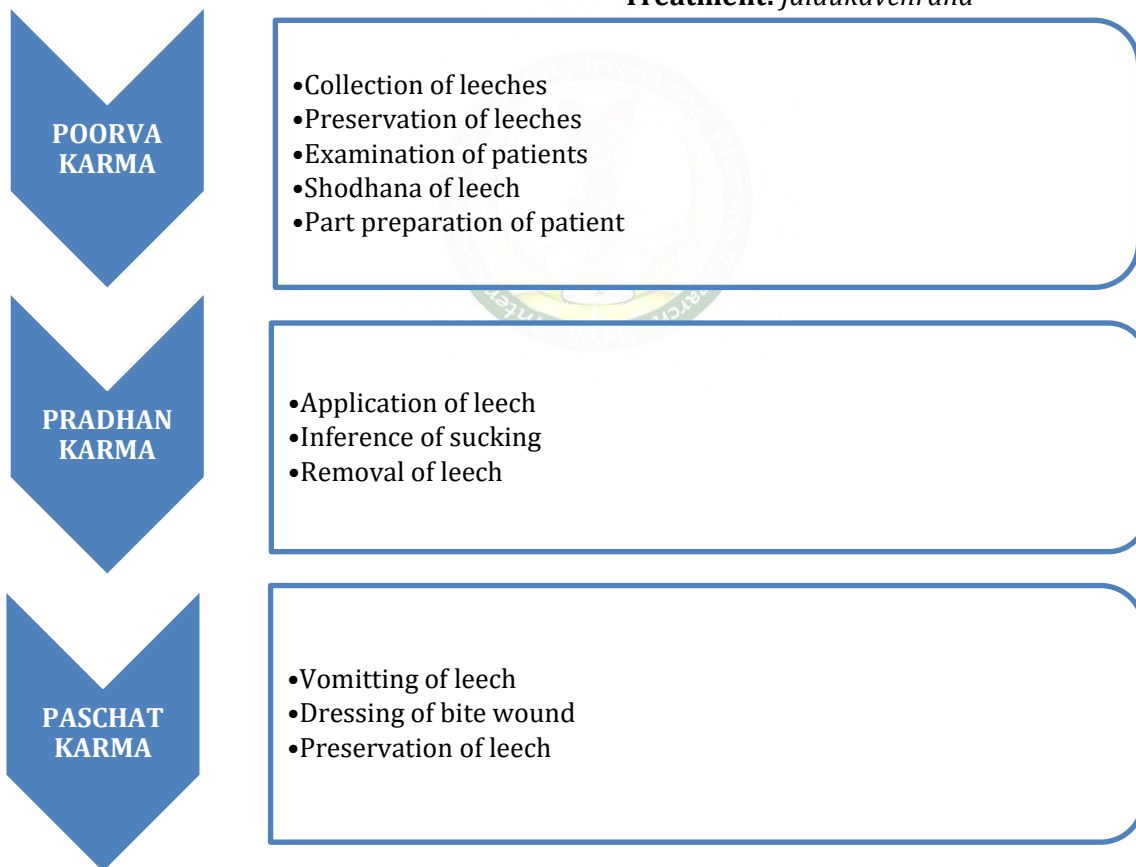 Treatment: Jalaukavcnrana
POORVA
KARMA
•Collection of leeches
•Preservation of leeches
•Examination of patients
•Shodhana of leech
•Part preparation of patient
PRADHAN
KARMA
•Application of leech
•Inference of sucking
•Removal of leech
PASCHAT
KARMA
•Vomitting of leech
•Dressing of bite wound
•Preservation of leech